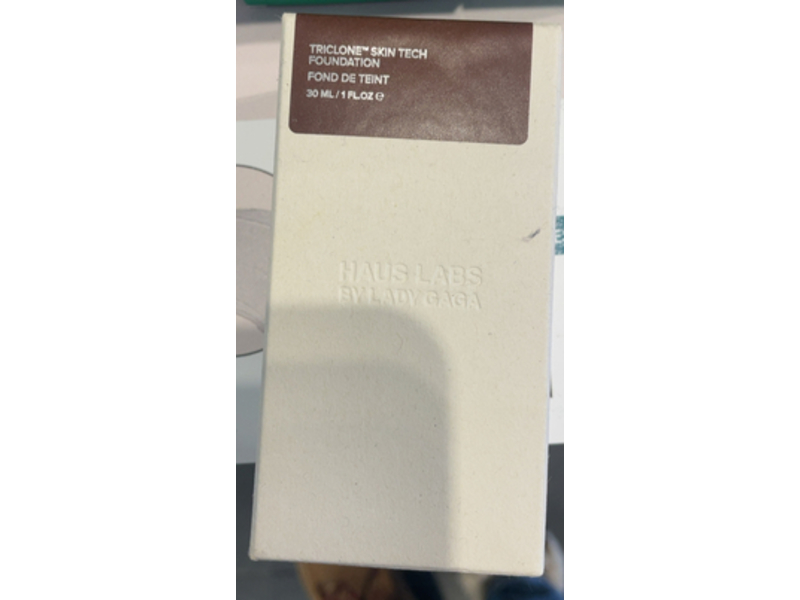 TRICLONE™ SKIN TECH
FOUNDATION
FOND DE TEINT
30 ML / 1 FL.OZ ℮
HAUS LABS
BY LADY GAGA